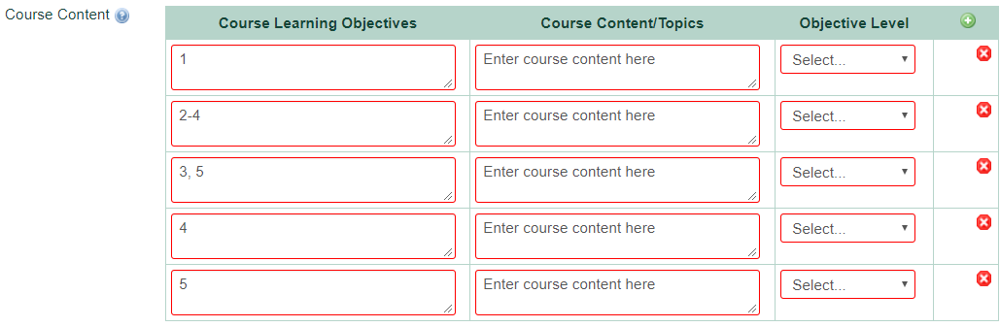 Course Content
Course Learning Objectives Course Content/Topics Objective Level
1 Enter course content here Select...
2-4 Enter course content here Select...
3, 5 Enter course content here Select...
4 Enter course content here Select...
5 Enter course content here Select...